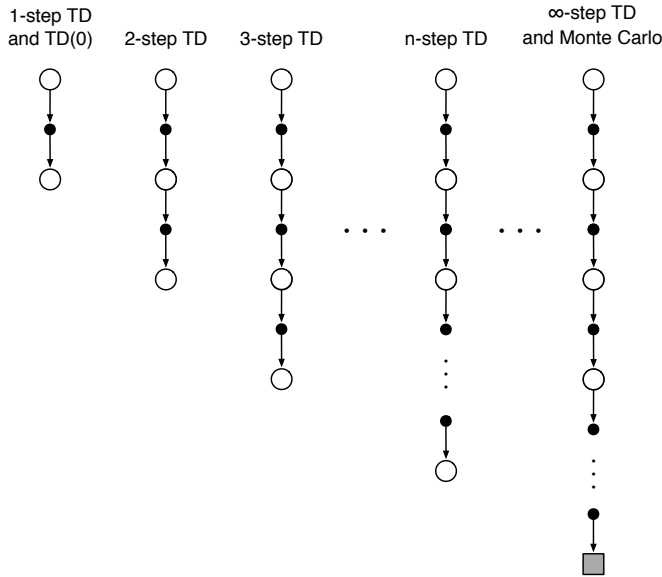 1-step TD
and TD(0)
2-step TD
3-step TD
n-step TD
∞-step TD
and Monte Carlo